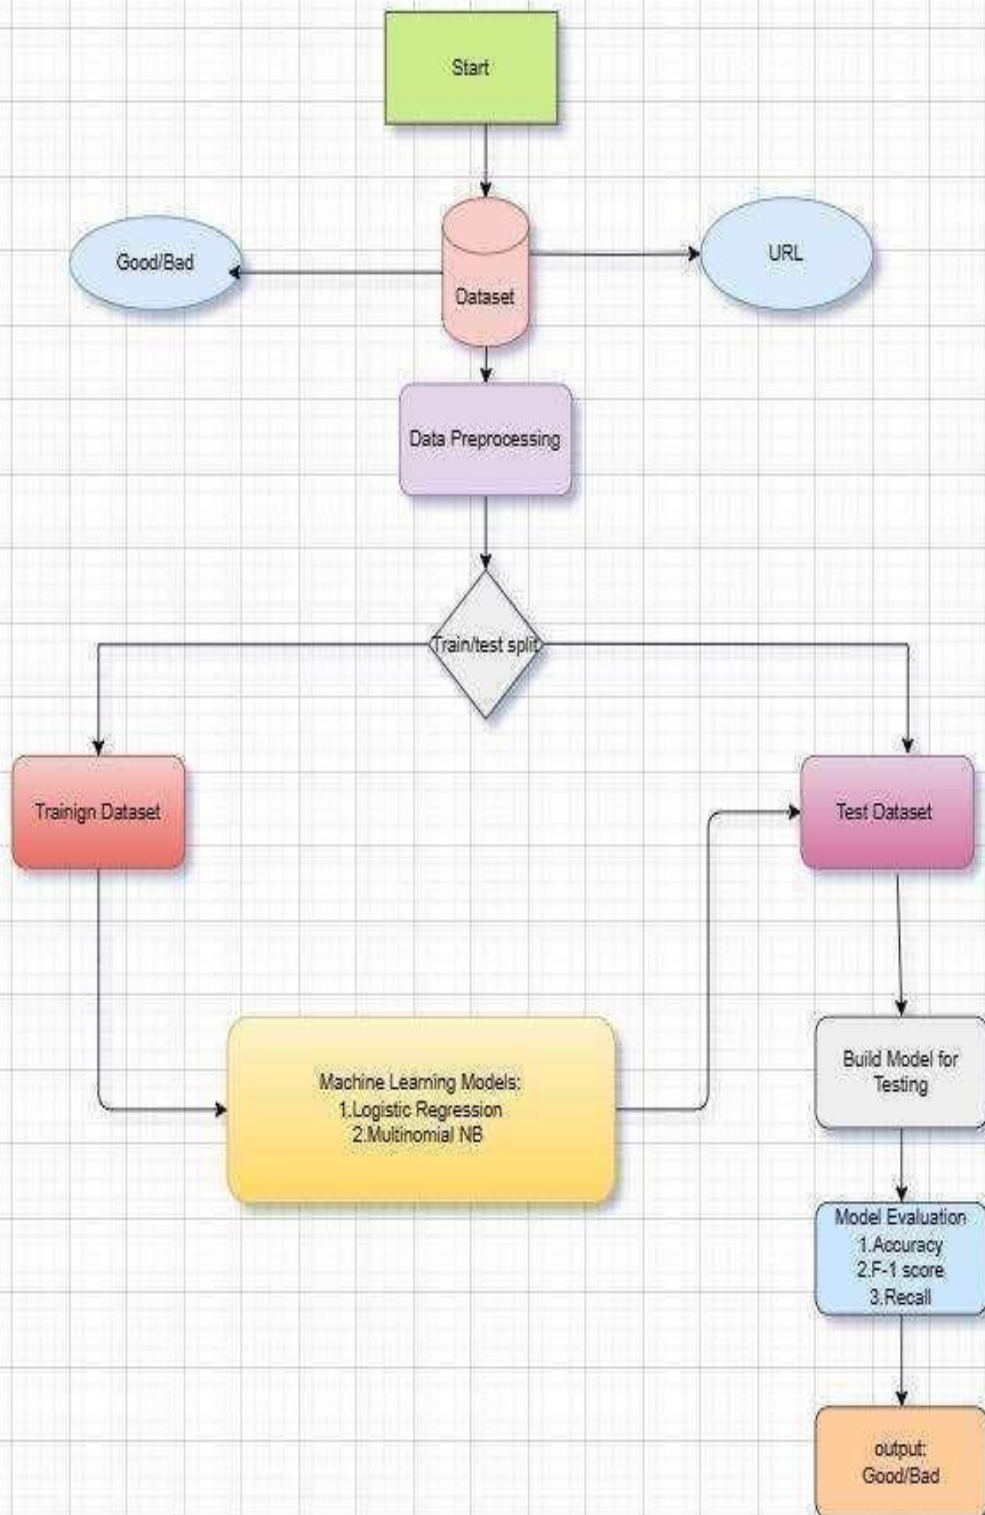 Start
Good/Bad
URL
Dataset
Data Preprocessing
Train/test split
Trainign Dataset
Test Dataset
Machine Learning Models:
1.Logistic Regression
2.Multinomial NB
Build Model for
Testing
Model Evaluation
1.Accuracy
2.F-1 score
3.Recall
output:
Good/Bad